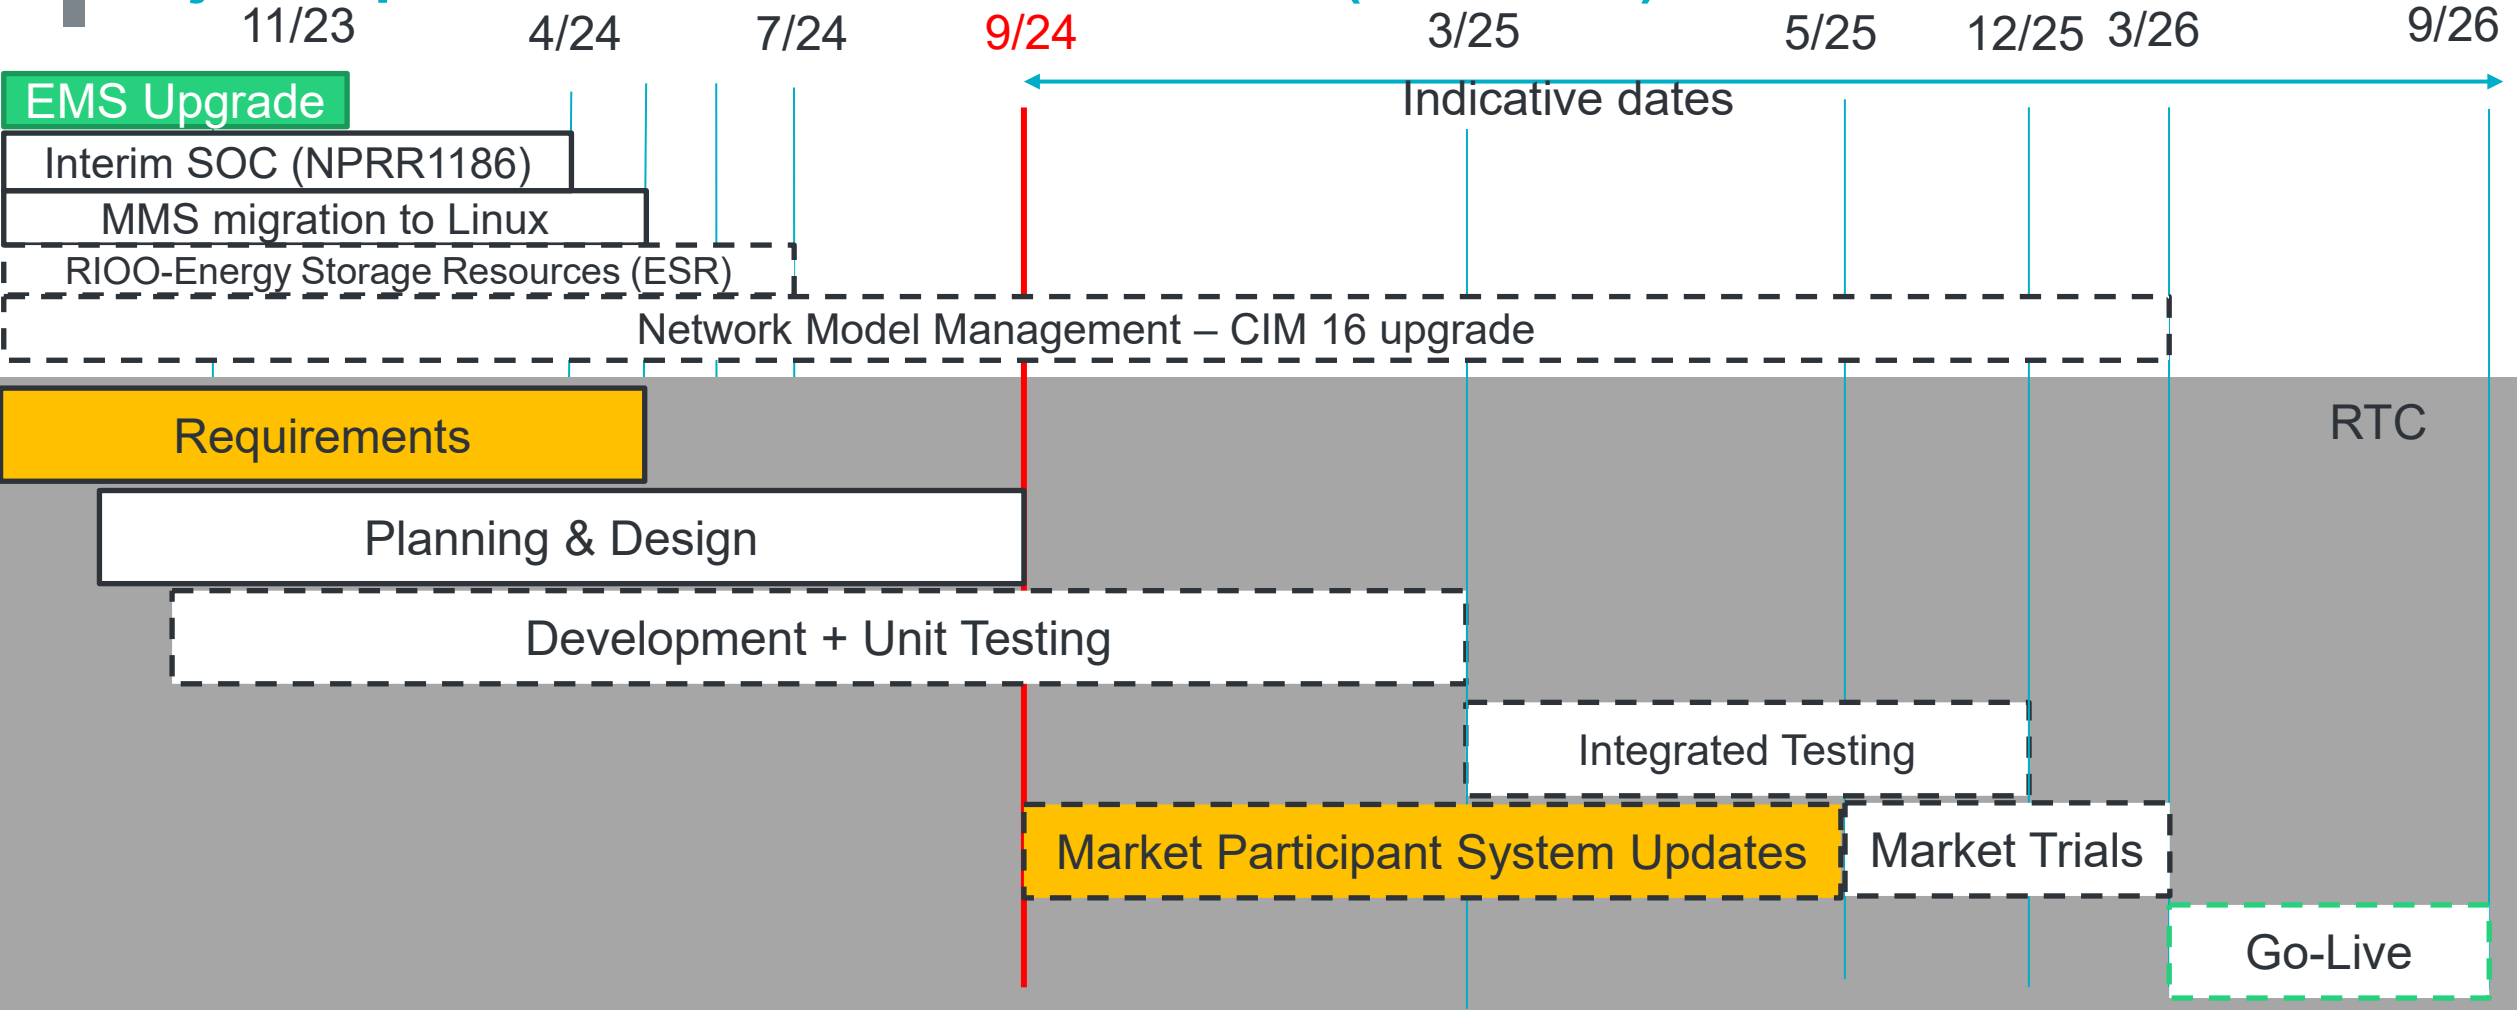 11/23
4/24
7/24
9/24
3/25
5/25
12/25
3/26
9/26
EMS Upgrade
Indicative dates
Interim SOC (NPRR1186)
MMS migration to Linux
RIOO-Energy Storage Resources (ESR)
Network Model Management – CIM 16 upgrade
RTC
Requirements
Planning & Design
Development + Unit Testing
Integrated Testing
Market Participant System Updates
Market Trials
Go-Live